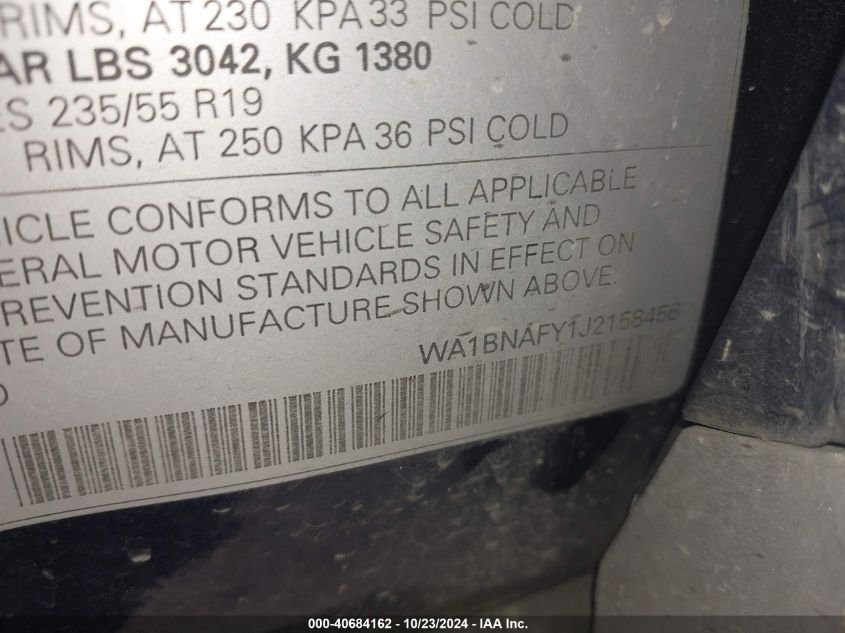 RIMS, AT 230 KPA 33 PSI COLD
AR LBS 3042, KG 1380
ES 235/55 R19
RIMS, AT 250 KPA 36 PSI COLD
ICLE CONFORMS TO ALL APPLICABLE
ERAL MOTOR VEHICLE SAFETY AND
REVENTION STANDARDS IN EFFECT ON
TE OF MANUFACTURE SHOWN ABOVE.
WA1BNAFY1J2158456
000-40684162 - 10/23/2024 - IAA Inc.